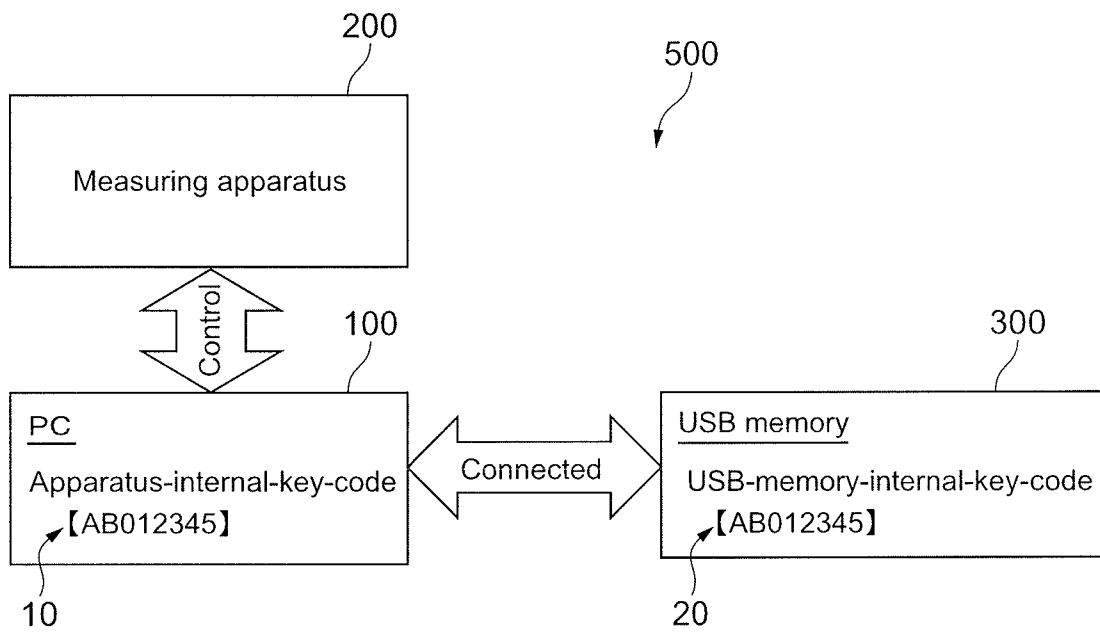 200
500
Measuring apparatus
Control
100
300
PC
Apparatus-internal-key-code
【AB012345】
10
Connected
USB memory
USB-memory-internal-key-code
【AB012345】
20